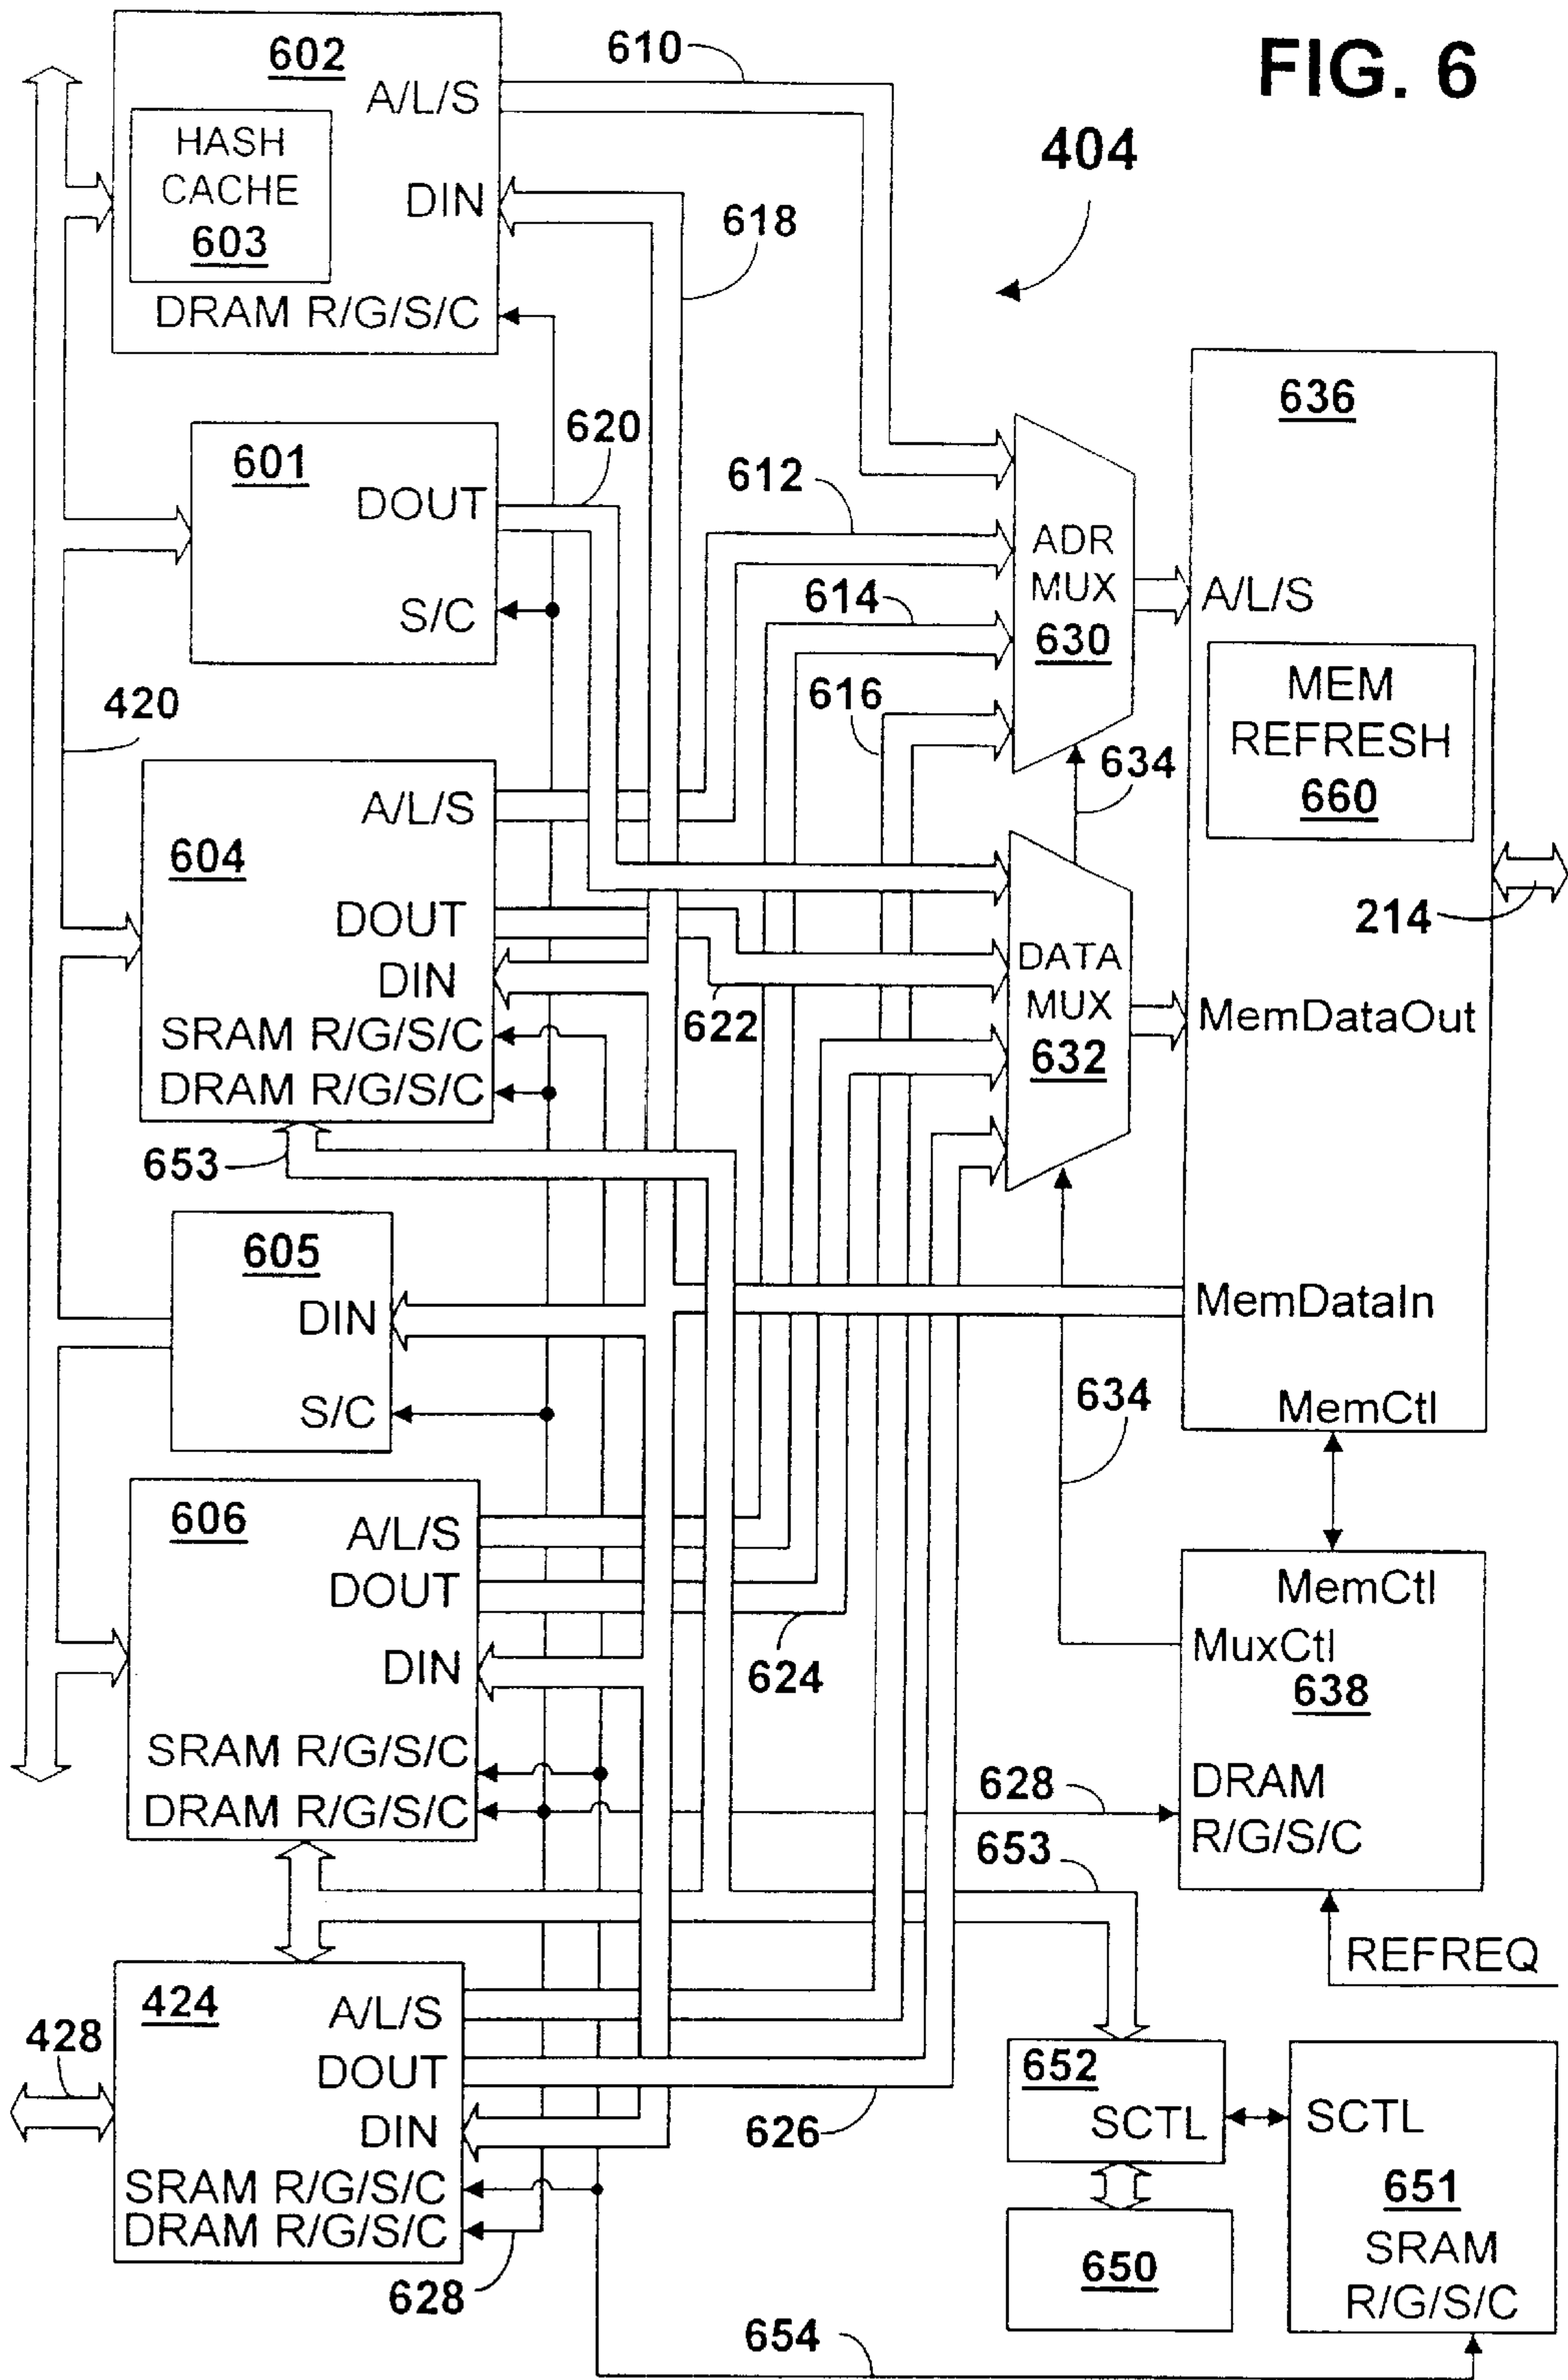 FIG. 6
404
602
A/L/S
HASH
CACHE
603
DIN
DRAM R/G/S/C
610
618
601
DOUT
S/C
620
420
612
614
616
ADR
MUX
630
634
636
A/L/S
MEM
REFRESH
660
214
MemDataOut
MemDataIn
MemCtl
604
A/L/S
DOUT
DIN
SRAM R/G/S/C
DRAM R/G/S/C
622
DATA
MUX
632
653
605
DIN
S/C
634
606
A/L/S
DOUT
DIN
SRAM R/G/S/C
DRAM R/G/S/C
624
MemCtl
MuxCtl
638
DRAM
R/G/S/C
628
653
REFREQ
424
A/L/S
DOUT
DIN
SRAM R/G/S/C
DRAM R/G/S/C
428
626
628
652
SCTL
SCTL
651
SRAM
R/G/S/C
650
654